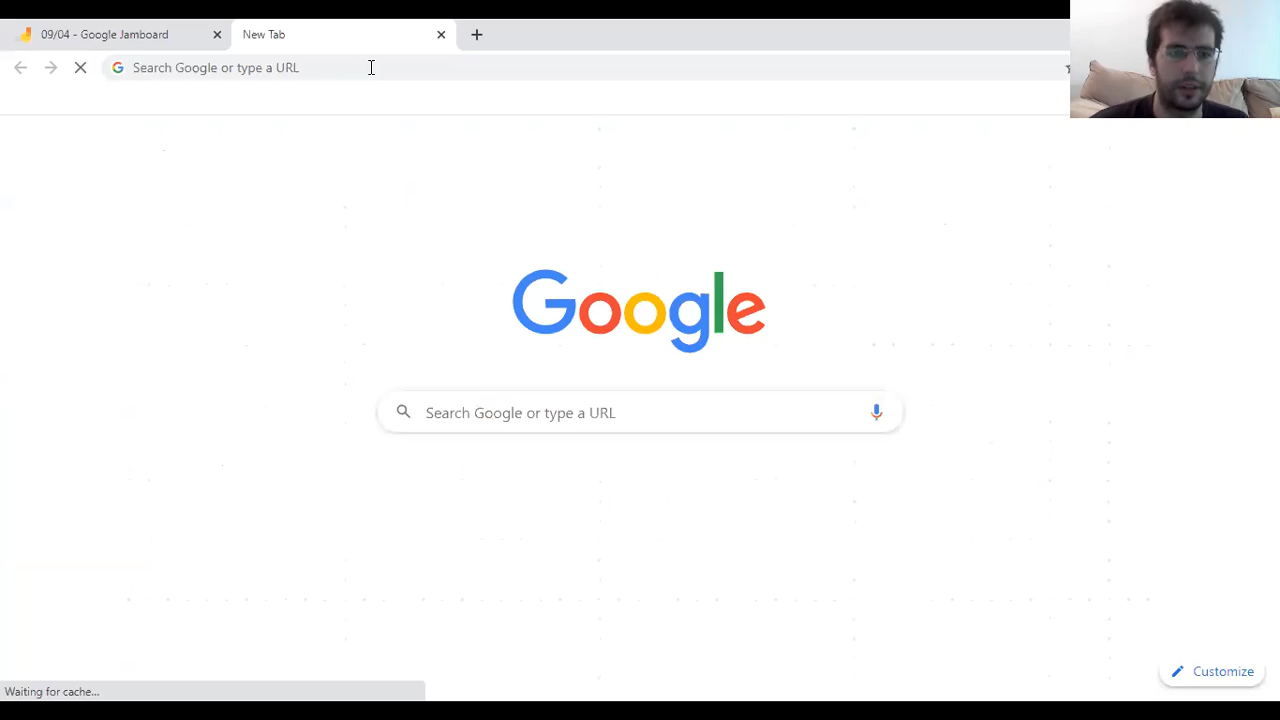 09/04 - Google Jamboard
New Tab
Search Google or type a URL
Google
Search Google or type a URL
Customize
Waiting for cache...